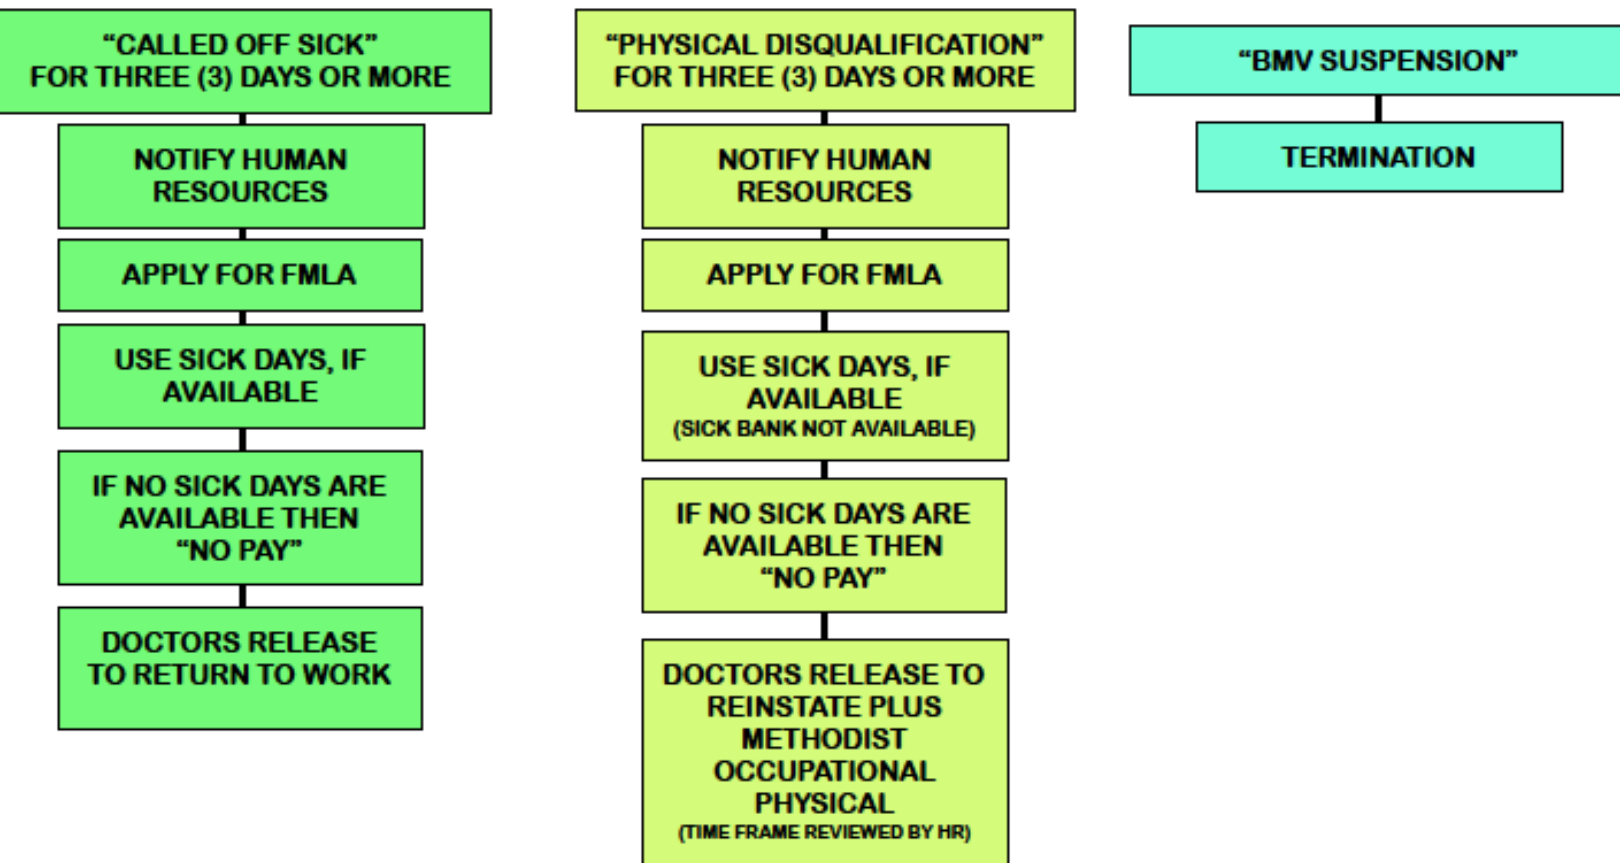 “CALLED OFF SICK”
FOR THREE (3) DAYS OR MORE
NOTIFY HUMAN
RESOURCES
APPLY FOR FMLA
USE SICK DAYS, IF
AVAILABLE
IF NO SICK DAYS ARE
AVAILABLE THEN
“NO PAY”
DOCTORS RELEASE
TO RETURN TO WORK
“PHYSICAL DISQUALIFICATION”
FOR THREE (3) DAYS OR MORE
NOTIFY HUMAN
RESOURCES
APPLY FOR FMLA
USE SICK DAYS, IF
AVAILABLE
(SICK BANK NOT AVAILABLE)
IF NO SICK DAYS ARE
AVAILABLE THEN
“NO PAY”
DOCTORS RELEASE TO
REINSTATE PLUS
METHODIST
OCCUPATIONAL
PHYSICAL
(TIME FRAME REVIEWED BY HR)
“BMV SUSPENSION”
TERMINATION